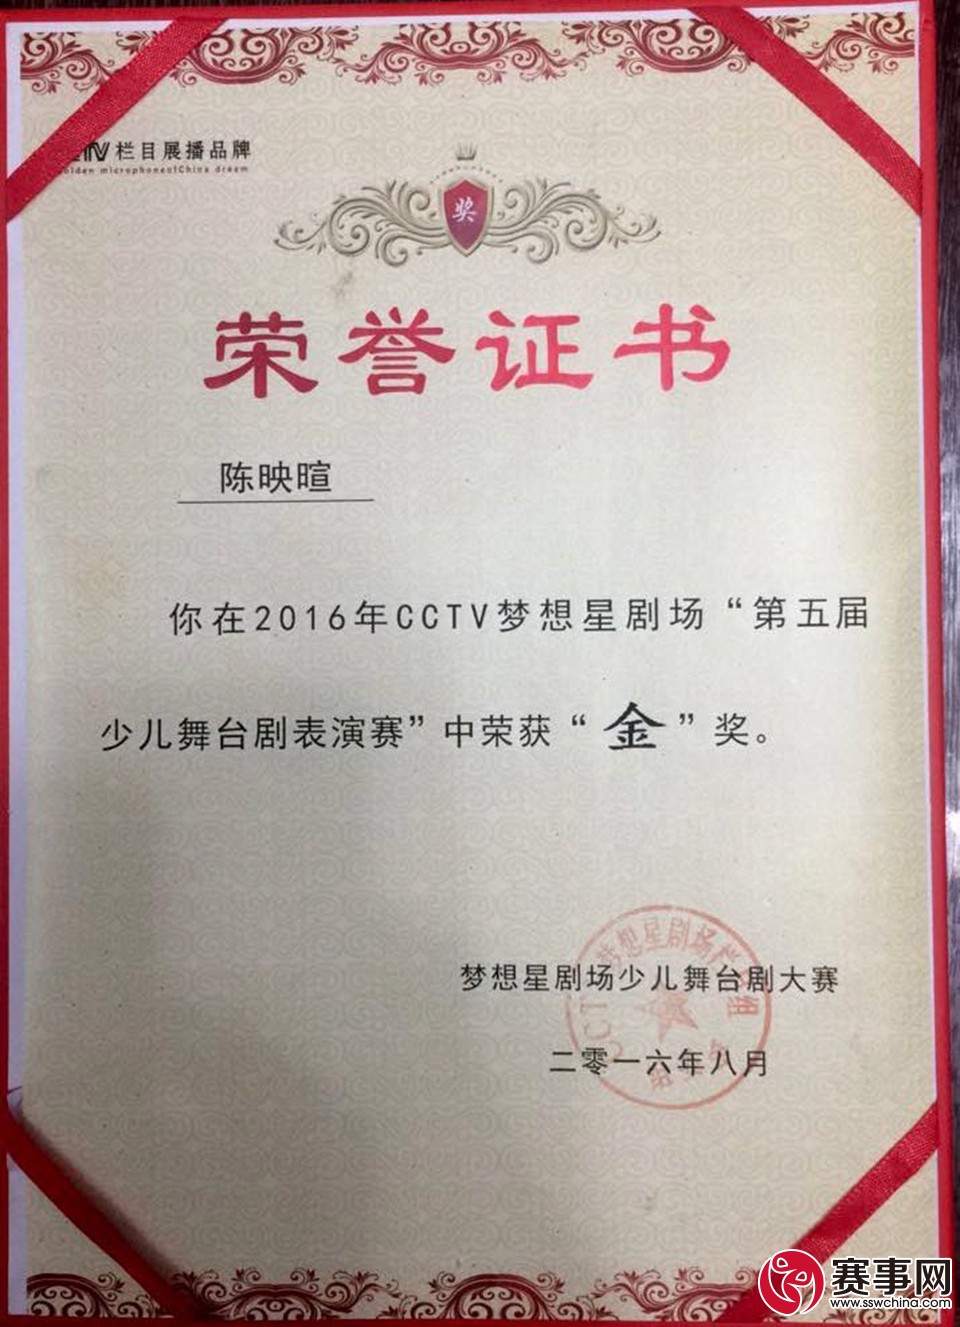 栏目展播品牌
microphoneofChina dream
奖
荣誉证书
陈映暄
你在2016年CCTV梦想星剧场“第五届
少儿舞台剧表演赛”中荣获“金”奖。
梦想星剧场少儿舞台剧大赛
二零一六年八月
赛事网
www.sswchina.com